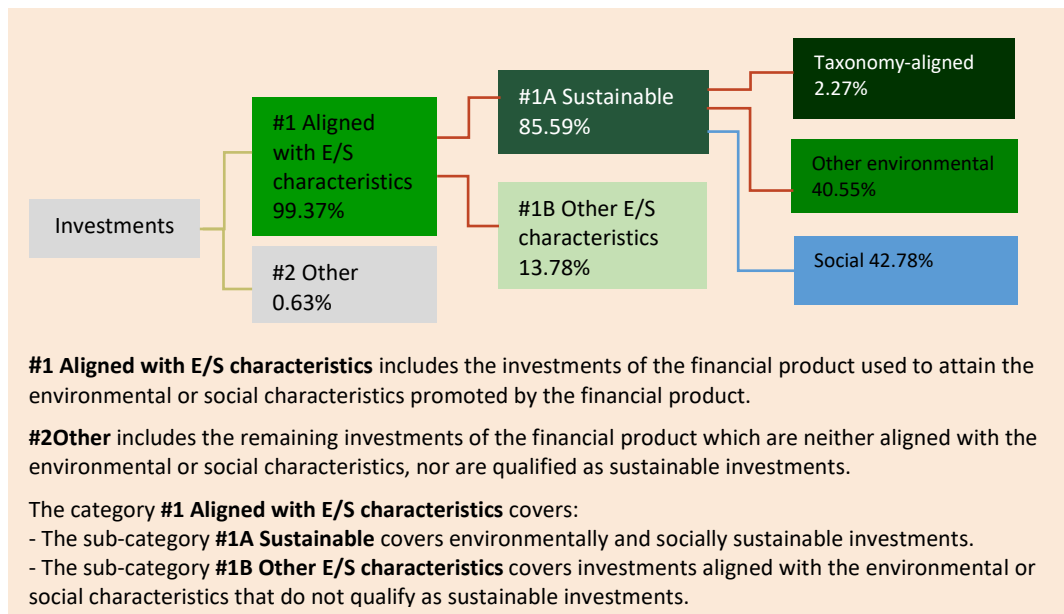 Investments
#1 Aligned
with E/S
characteristics
99.37%
#2 Other
0.63%
#1A Sustainable
85.59%
#1B Other E/S
characteristics
13.78%
Taxonomy-aligned
2.27%
Other environmental
40.55%
Social 42.78%
#1 Aligned with E/S characteristics includes the investments of the financial product used to attain the
environmental or social characteristics promoted by the financial product.
#2Other includes the remaining investments of the financial product which are neither aligned with the
environmental or social characteristics, nor are qualified as sustainable investments.
The category #1 Aligned with E/S characteristics covers:
- The sub-category #1A Sustainable covers environmentally and socially sustainable investments.
- The sub-category #1B Other E/S characteristics covers investments aligned with the environmental or
social characteristics that do not qualify as sustainable investments.